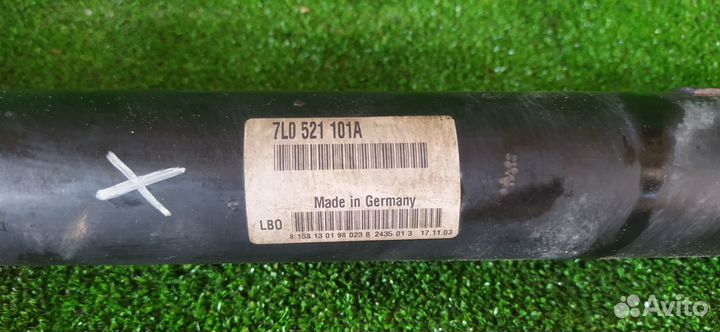 7L0 521 101A
Made in Germany
LBO
8 153 13 01 98 023 8 2435 01 3 17.11.03
Avito